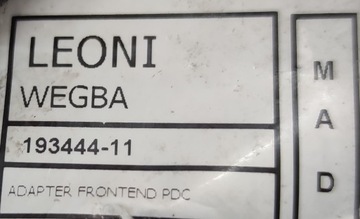 LEONI
WEGBA
193444-11
ADAPTER FRONTEND PDC
M
A
D